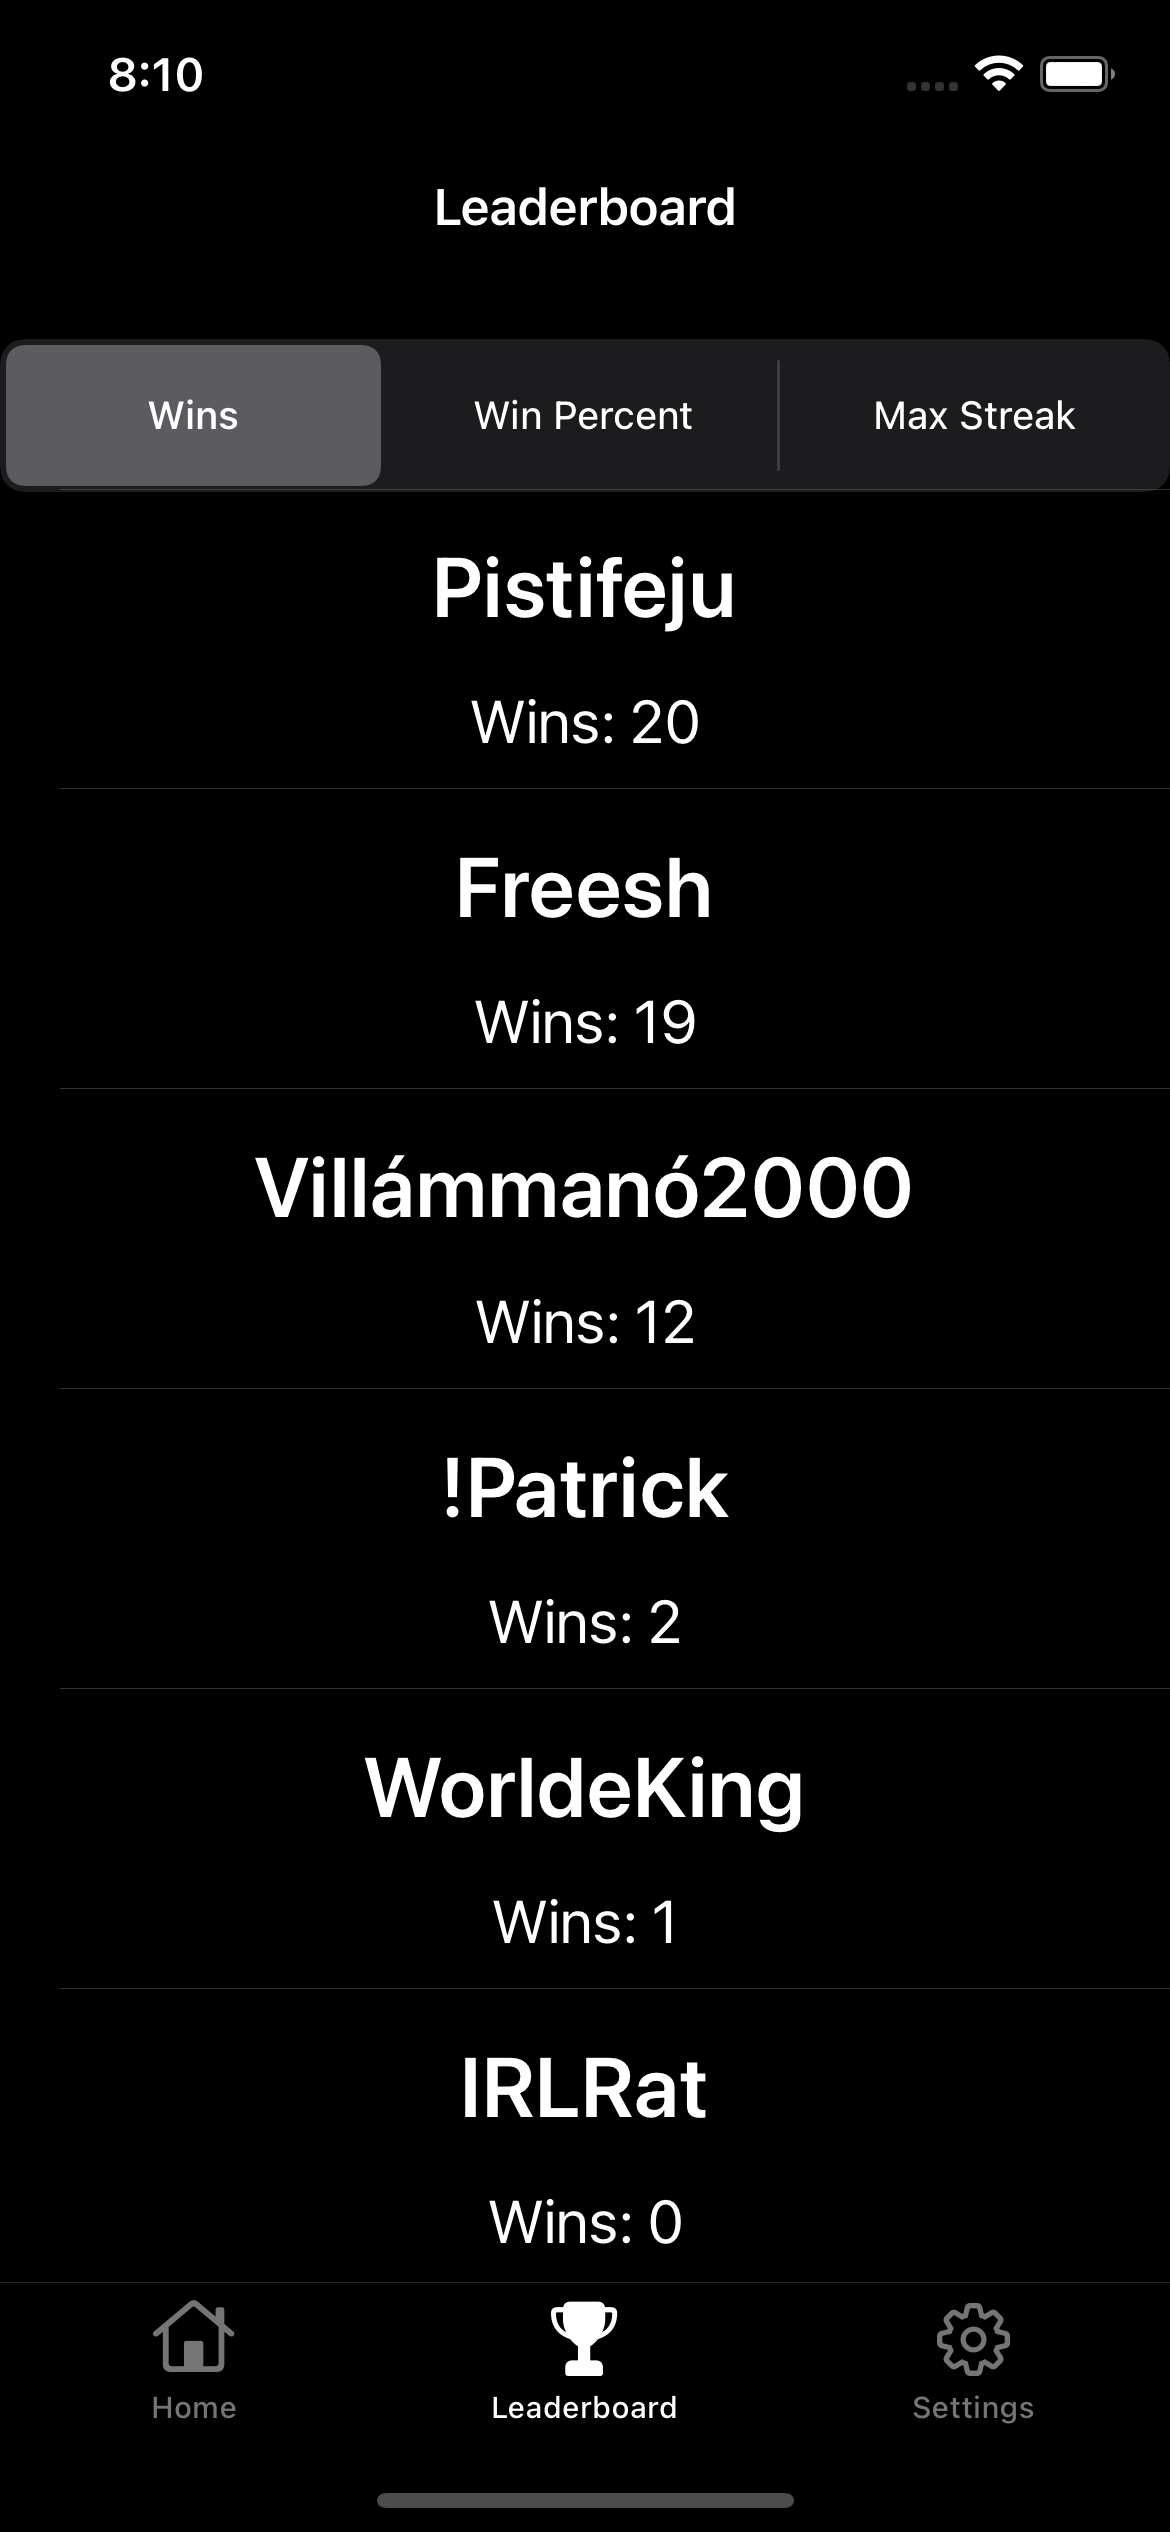 8:10
Leaderboard
Wins Win Percent Max Streak
Pistifeju
Wins: 20
Freesh
Wins: 19
Villámmanó2000
Wins: 12
!Patrick
Wins: 2
WorldeKing
Wins: 1
IRLRat
Wins: 0
Home Leaderboard Settings